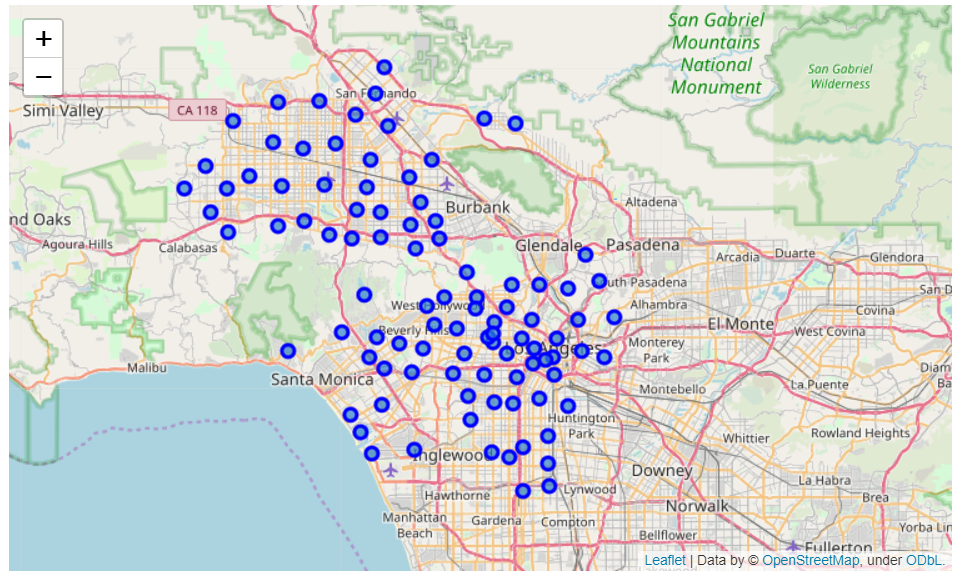 +
−
San Gabriel
Mountains
National
Monument
San Gabriel
Wilderness
Simi Valley
CA 118
San Fernando
Altadena
nd Oaks
Burbank
Agoura Hills
Calabasas
Glendale
Pasadena
Arcadia
Duarte
Glendora
uth Pasadena
San D
West Hollywood
Alhambra
Covina
Beverly Hills
El Monte
West Covina
Los Angeles
Monterey
Park
Malibu
Santa Monica
Montebello
La Puente
Diam
Ba
Huntington
Park
Whittier
Rowland Heights
Inglewood
Downey
La Habra
Hawthorne
Lynwood
Brea
Norwalk
Manhattan
Beach
Gardena
Compton
Yorba Lin
Bellflower
Fullerton
Leaflet | Data by © OpenStreetMap, under ODbL.